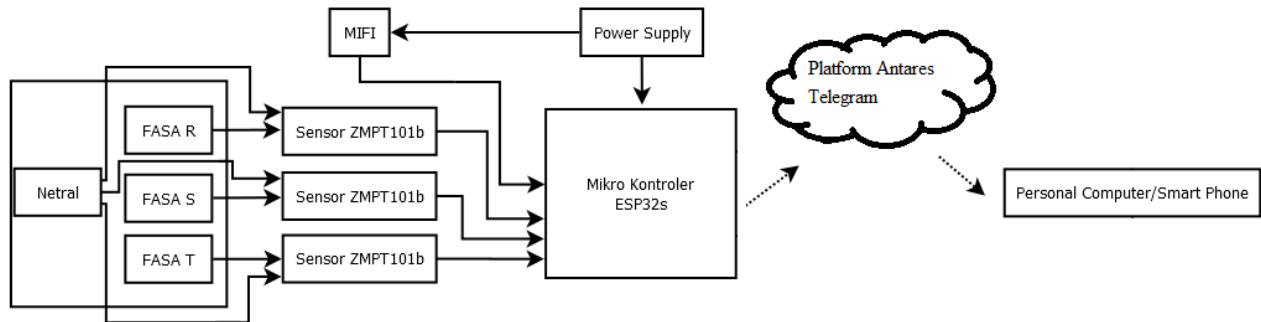 MIFI
Power Supply
Platform Antares
Telegram
FASA R
Sensor ZMPT101b
Netral
FASA S
Sensor ZMPT101b
Mikro Kontroler
ESP32s
Personal Computer/Smart Phone
FASA T
Sensor ZMPT101b